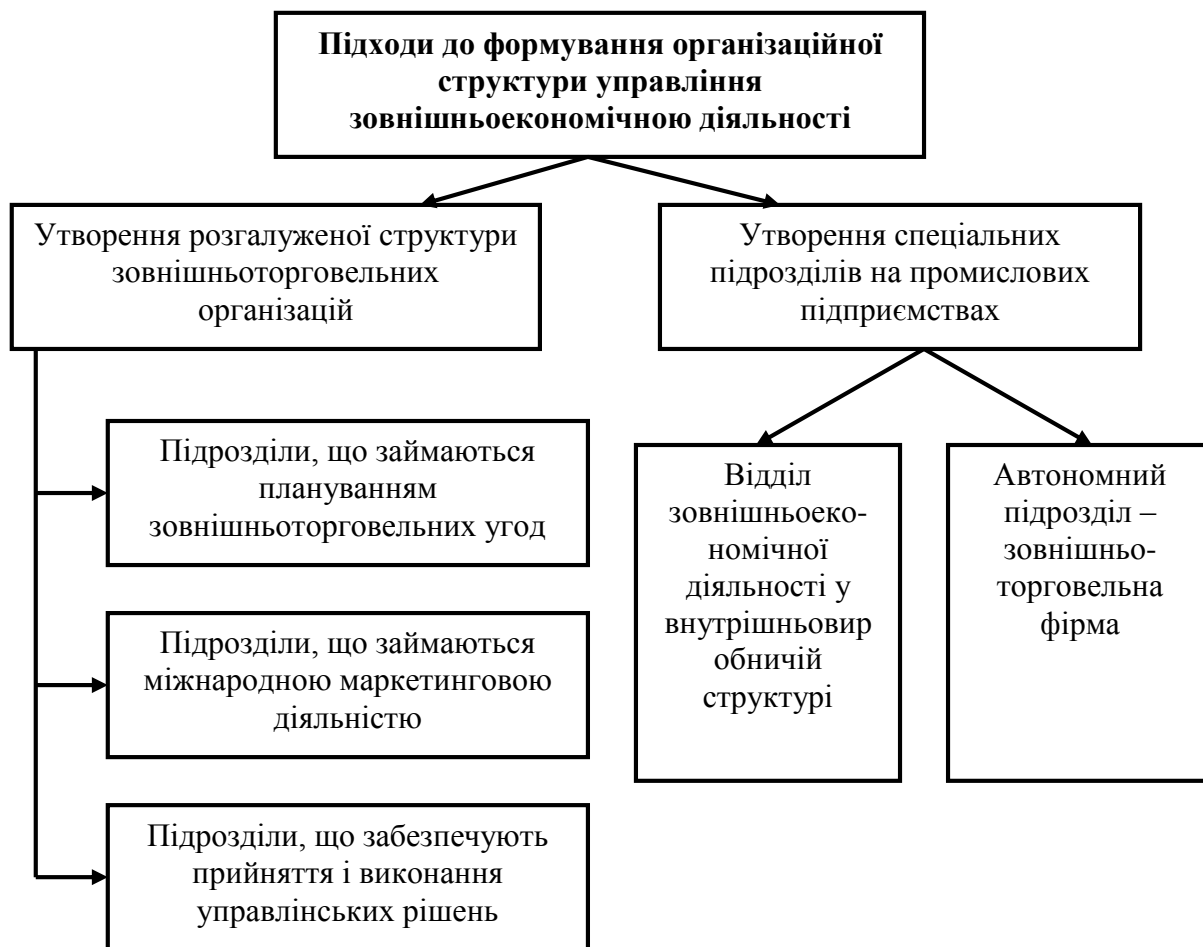 Підходи до формування організаційної
структури управління
зовнішньоекономічною діяльності
Утворення розгалуженої структури
зовнішньоторговельних
організацій
Утворення спеціальних
підрозділів на промислових
підприємствах
Підрозділи, що займаються
плануванням
зовнішньоторговельних угод
Підрозділи, що займаються
міжнародною маркетинговою
діяльністю
Підрозділи, що забезпечують
прийняття і виконання
управлінських рішень
Відділ
зовнішньоеко-
номічної
діяльності у
внутрішньовир
обничій
структурі
Автономний
підрозділ –
зовнішньо-
торговельна
фірма